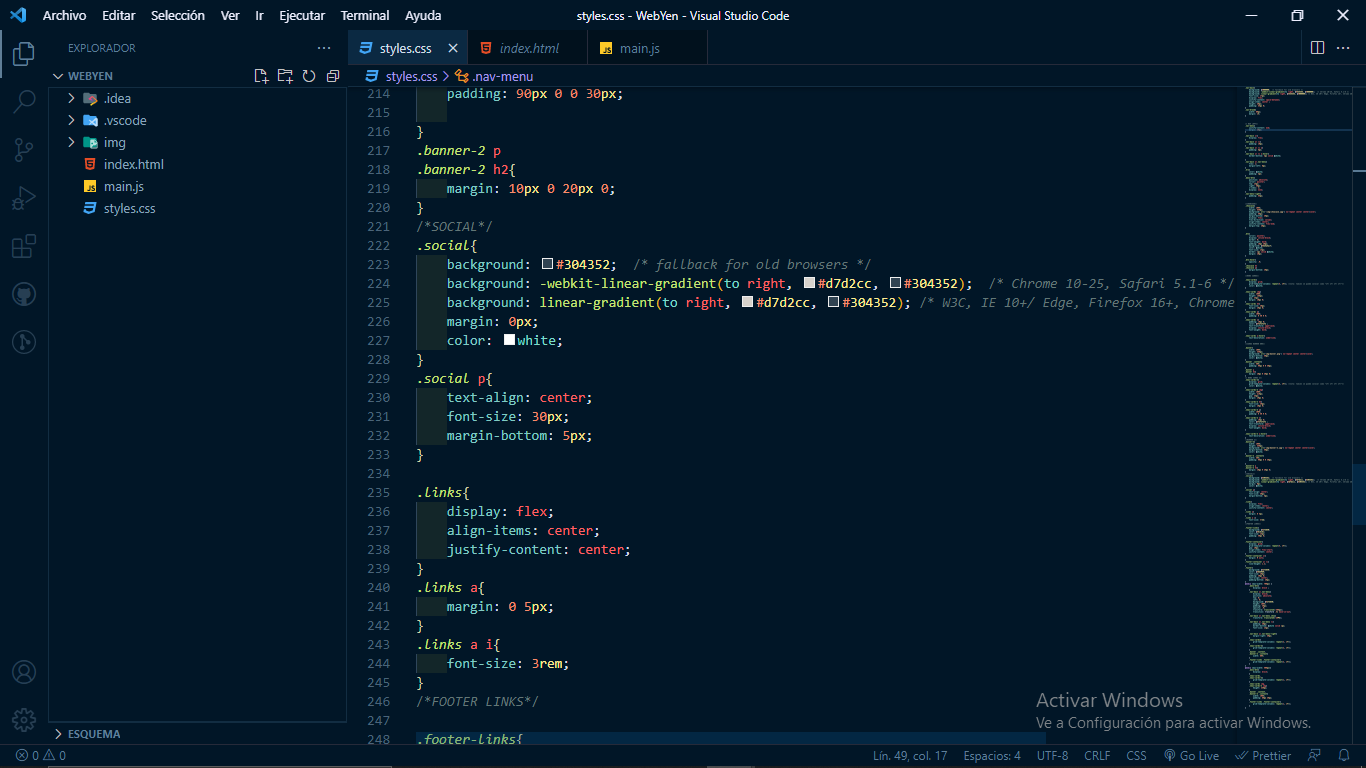 Archivo Editar Selección Ver Ir Ejecutar Terminal Ayuda
styles.css - WebYen - Visual Studio Code
EXPLORADOR
styles.css
index.html
JS main.js
WEBYEN
styles.css > .nav-menu
.idea
.vscode
img
index.html
JS main.js
styles.css
214 padding: 90px 0 0 30px;
215
216 }
217 .banner-2 p
218 .banner-2 h2{
219 margin: 10px 0 20px 0;
220 }
221 /*SOCIAL*/
222 .social{
223 background: #304352; /* fallback for old browsers */
224 background: -webkit-linear-gradient(to right, #d7d2cc, #304352); /* Chrome 10-25, Safari 5.1-6 */
225 background: linear-gradient(to right, #d7d2cc, #304352); /* W3C, IE 10+/ Edge, Firefox 16+, Chrome
226 margin: 0px;
227 color: white;
228 }
229 .social p{
230 text-align: center;
231 font-size: 30px;
232 margin-bottom: 5px;
233 }
234
235 .links{
236 display: flex;
237 align-items: center;
238 justify-content: center;
239 }
240 .links a{
241 margin: 0 5px;
242 }
243 .links a i{
244 font-size: 3rem;
245 }
246 /*FOOTER LINKS*/
247
248 .footer-links{
Activar Windows
Ve a Configuración para activar Windows.
ESQUEMA
0 0
Lín. 49, col. 17 Espacios: 4 UTF-8 CRLF CSS Go Live Prettier